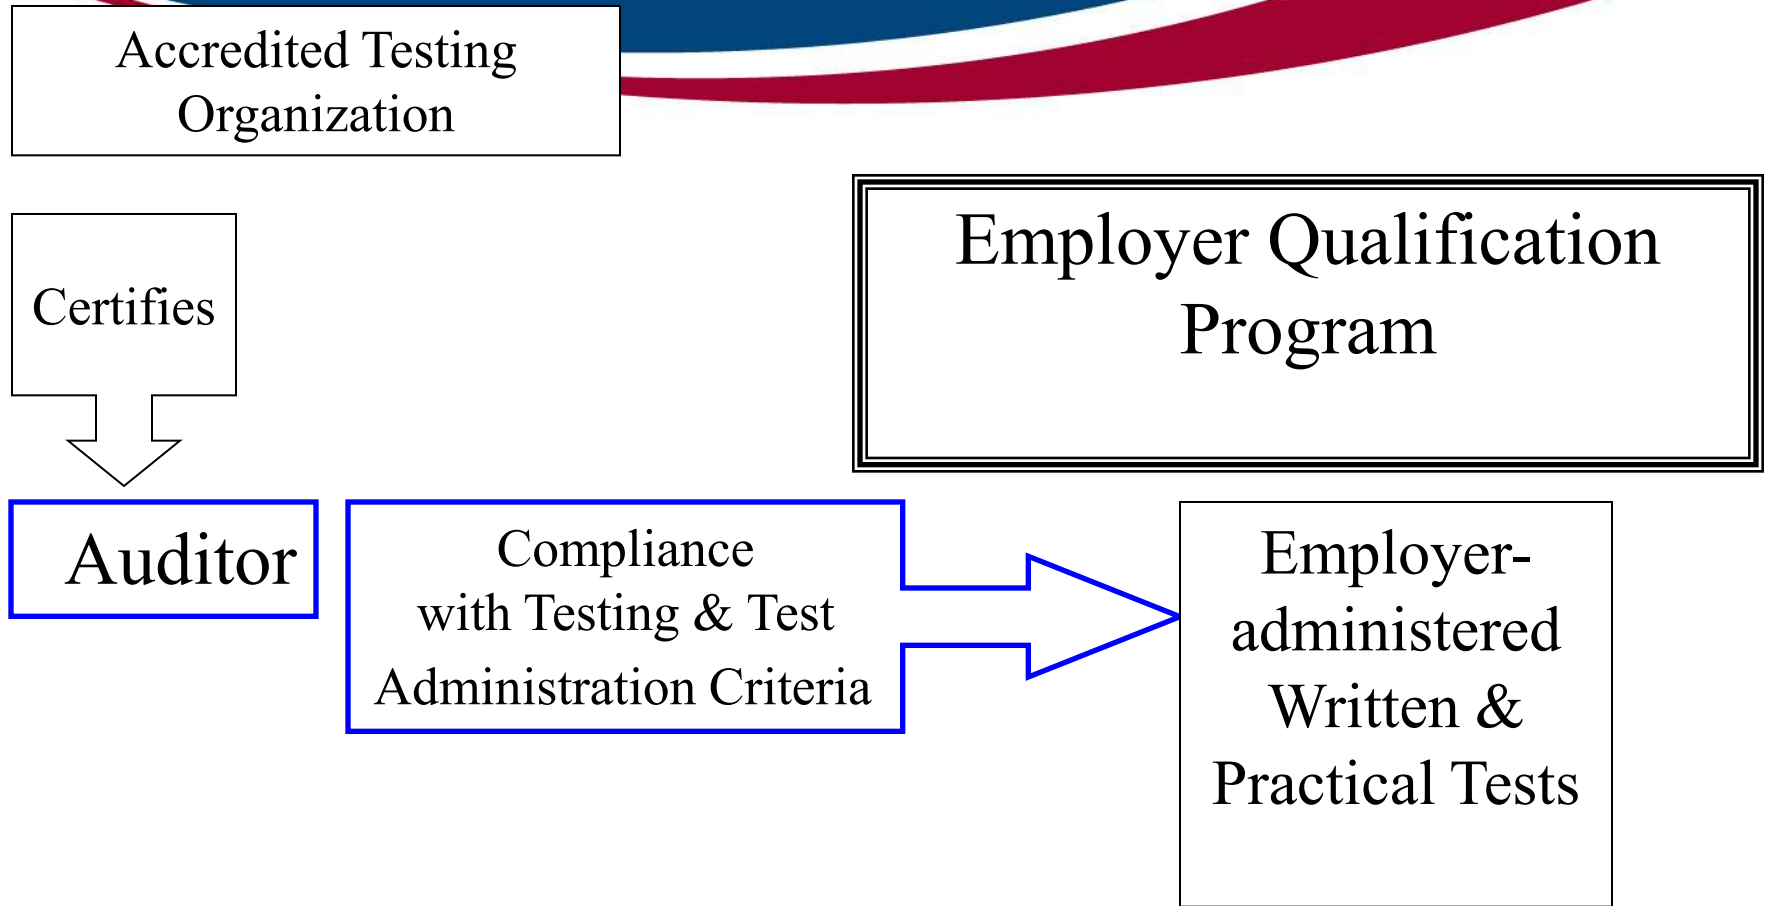 Accredited Testing
Organization
Employer Qualification
Program
Certifies
Auditor
Compliance
with Testing & Test
Administration Criteria
Employer-
administered
Written &
Practical Tests